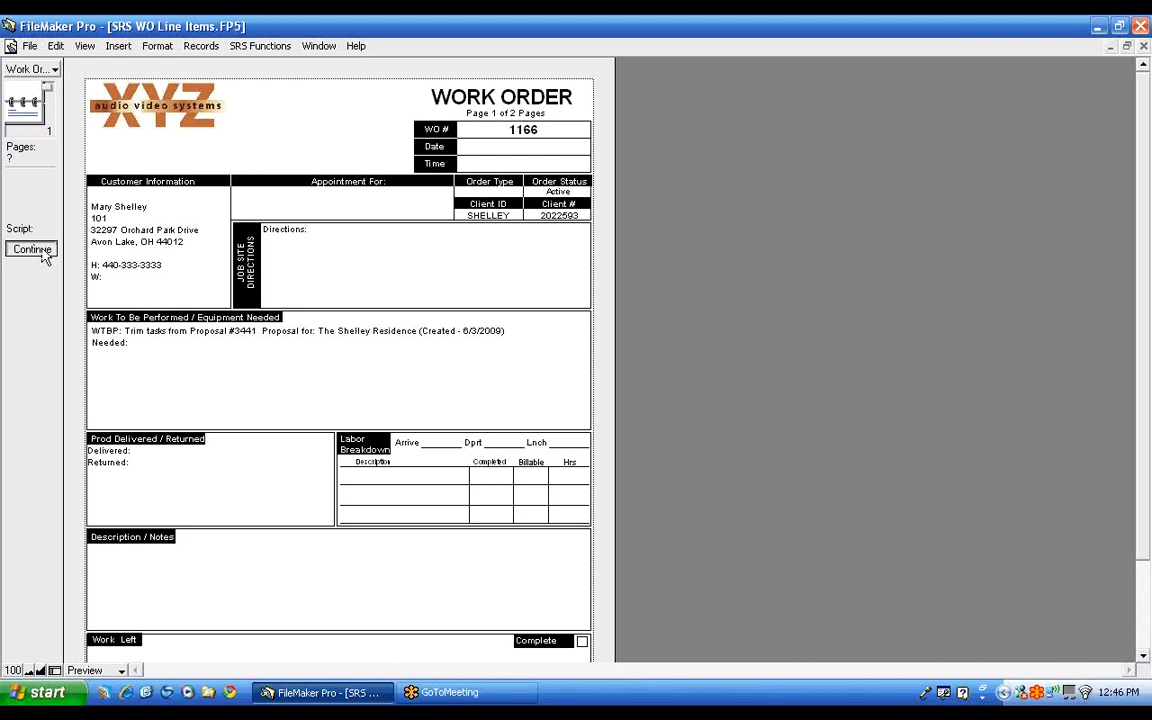 FileMaker Pro - [SRS WO Line Items.FP5]
File Edit View Insert Format Records SRS Functions Window Help
Work Or...
1
Pages:
?
Script:
Continue
XYZ
audio video systems
WORK ORDER
Page 1 of 2 Pages
WO # 1166
Date
Time
Customer Information
Mary Shelley
101
32297 Orchard Park Drive
Avon Lake, OH 44012
H: 440-333-3333
W:
Appointment For:
Order Type Order Status
Active
Client ID Client #
SHELLEY 2022593
JOB SITE
DIRECTIONS
Directions:
Work To Be Performed / Equipment Needed
WTBP: Trim tasks from Proposal #3441 Proposal for: The Shelley Residence (Created - 6/3/2009)
Needed:
Prod Delivered / Returned
Delivered:
Returned:
Labor
Breakdown
Arrive Dprt Lnch
Description Completed Billable Hrs
Description / Notes
Work Left
Complete
100 Preview
start
FileMaker Pro - [SRS ...
GoToMeeting
12:46 PM